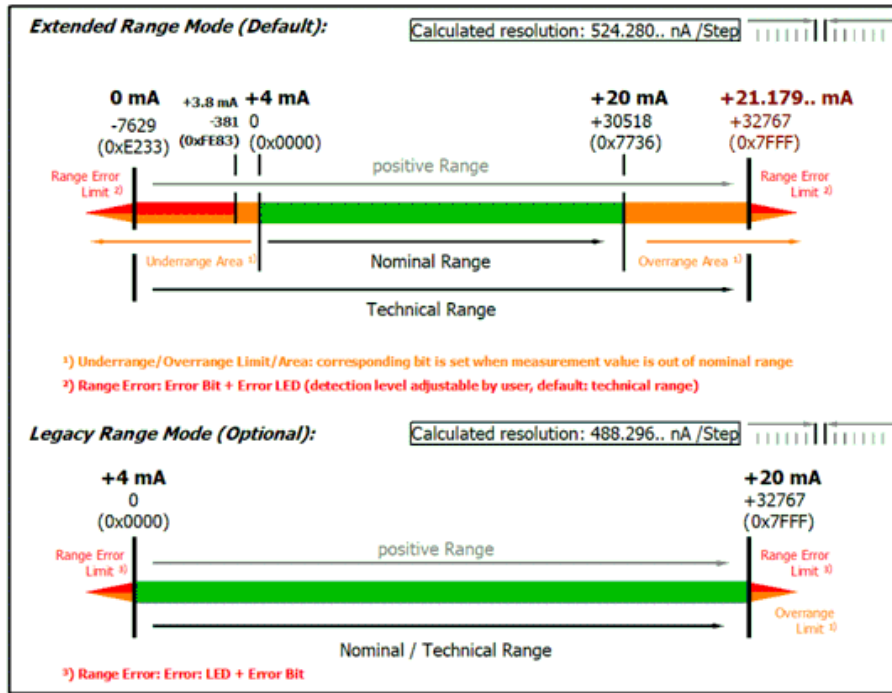 Extended Range Mode (Default):
Calculated resolution: 524.280.. nA /Step
0 mA
-7629
(0xE233)
+3.8 mA
-381
(0xFE83)
+4 mA
0
(0x0000)
+20 mA
+30518
(0x7736)
+21.179.. mA
+32767
(0x7FFF)
Range Error
Limit ²⁾
positive Range
Range Error
Limit ²⁾
Underrange Area ¹⁾
Nominal Range
Overrange Area ¹⁾
Technical Range
¹⁾ Underrange/Overrange Limit/Area: corresponding bit is set when measurement value is out of nominal range
²⁾ Range Error: Error Bit + Error LED (detection level adjustable by user, default: technical range)
Legacy Range Mode (Optional):
Calculated resolution: 488.296.. nA /Step
+4 mA
0
(0x0000)
+20 mA
+32767
(0x7FFF)
Range Error
Limit ³⁾
positive Range
Range Error
Limit ³⁾
Overrange
Limit ¹⁾
Nominal / Technical Range
³⁾ Range Error: Error: LED + Error Bit